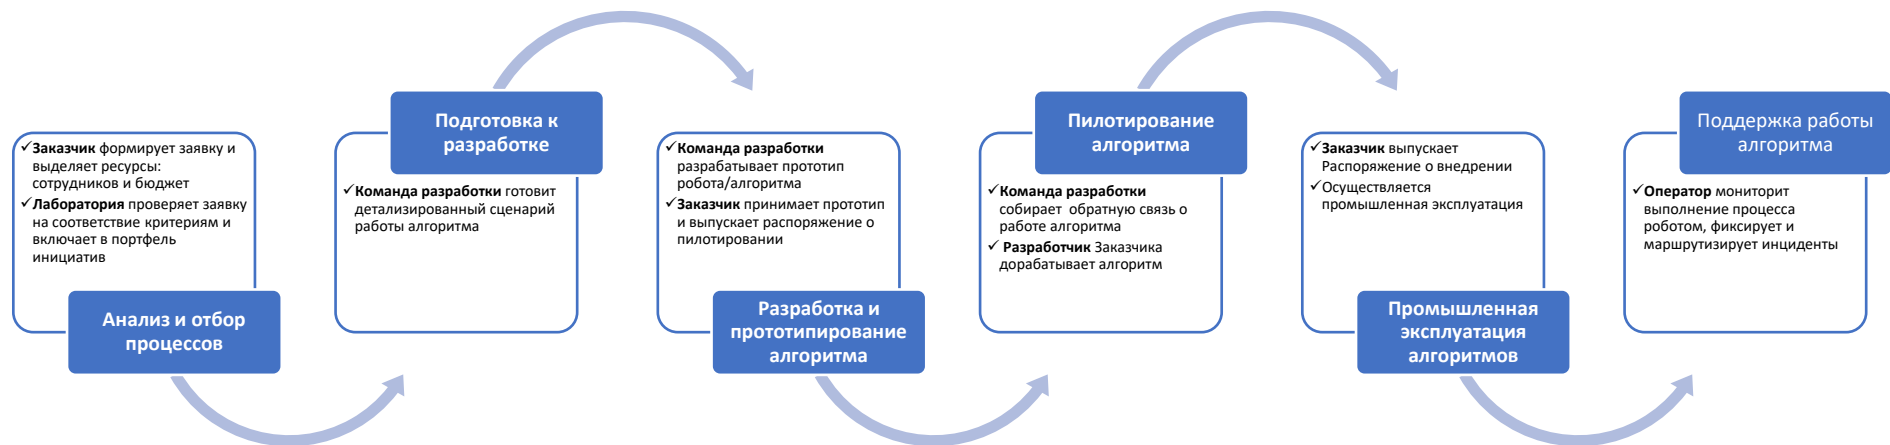 ✓Заказчик формирует заявку и
выделяет ресурсы:
сотрудников и бюджет
✓Лаборатория проверяет заявку
на соответствие критериям и
включает в портфель
инициатив
Анализ и отбор
процессов
Подготовка к
разработке
✓Команда разработки готовит
детализированный сценарий
работы алгоритма
✓Команда разработки
разрабатывает прототип
робота/алгоритма
✓Заказчик принимает прототип
и выпускает распоряжение о
пилотировании
Разработка и
прототипирование
алгоритма
Пилотирование
алгоритма
✓Команда разработки
собирает обратную связь о
работе алгоритма
✓ Разработчик Заказчика
дорабатывает алгоритм
✓Заказчик выпускает
Распоряжение о внедрении
✓Осуществляется
промышленная эксплуатация
Промышленная
эксплуатация
алгоритмов
Поддержка работы
алгоритма
✓Оператор мониторит
выполнение процесса
роботом, фиксирует и
маршрутизирует инциденты